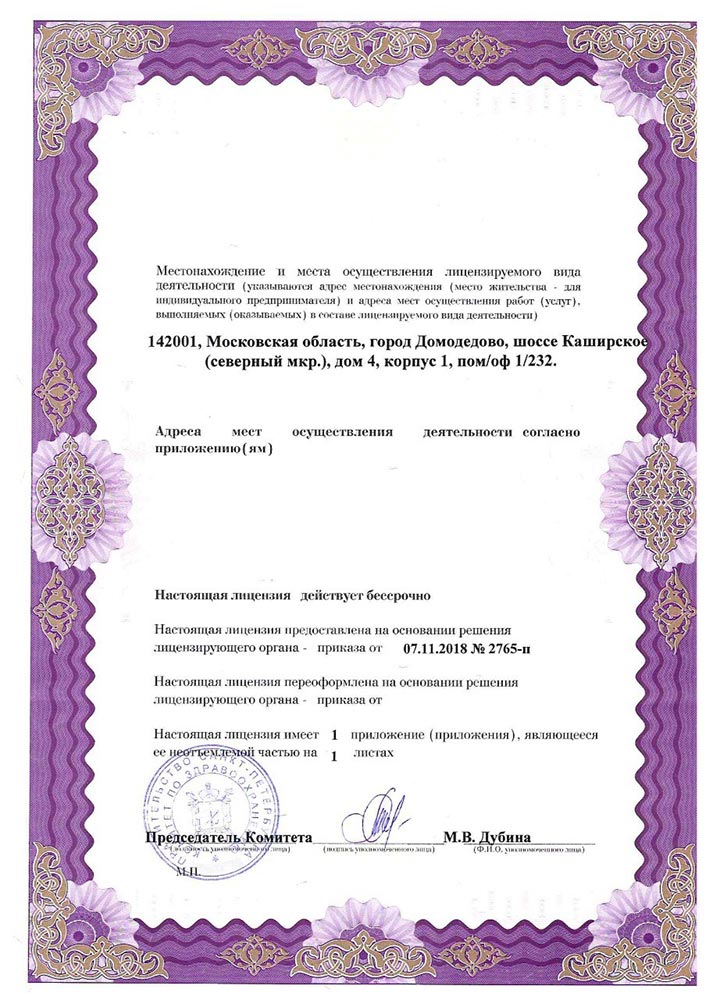 Местонахождение и места осуществления лицензируемого вида
деятельности (указываются адрес местонахождения (место жительства - для
индивидуального предпринимателя) и адреса мест осуществления работ (услуг),
выполняемых (оказываемых) в составе лицензируемого вида деятельности)
142001, Московская область, город Домодедово, шоссе Каширское
(северный мкр.), дом 4, корпус 1, пом/оф 1/232.
Адреса мест осуществления деятельности согласно
приложению(ям)
Настоящая лицензия действует бессрочно
Настоящая лицензия предоставлена на основании решения
лицензирующего органа - приказа от 07.11.2018 № 2765-п
Настоящая лицензия переоформлена на основании решения
лицензирующего органа - приказа от
Настоящая лицензия имеет 1 приложение (приложения), являющееся
ее неотъемлемой частью на 1 листах
Председатель Комитета М.В. Дубина
(должность уполномоченного лица) (подпись уполномоченного лица) (Ф.И.О. уполномоченного лица)
М.П.